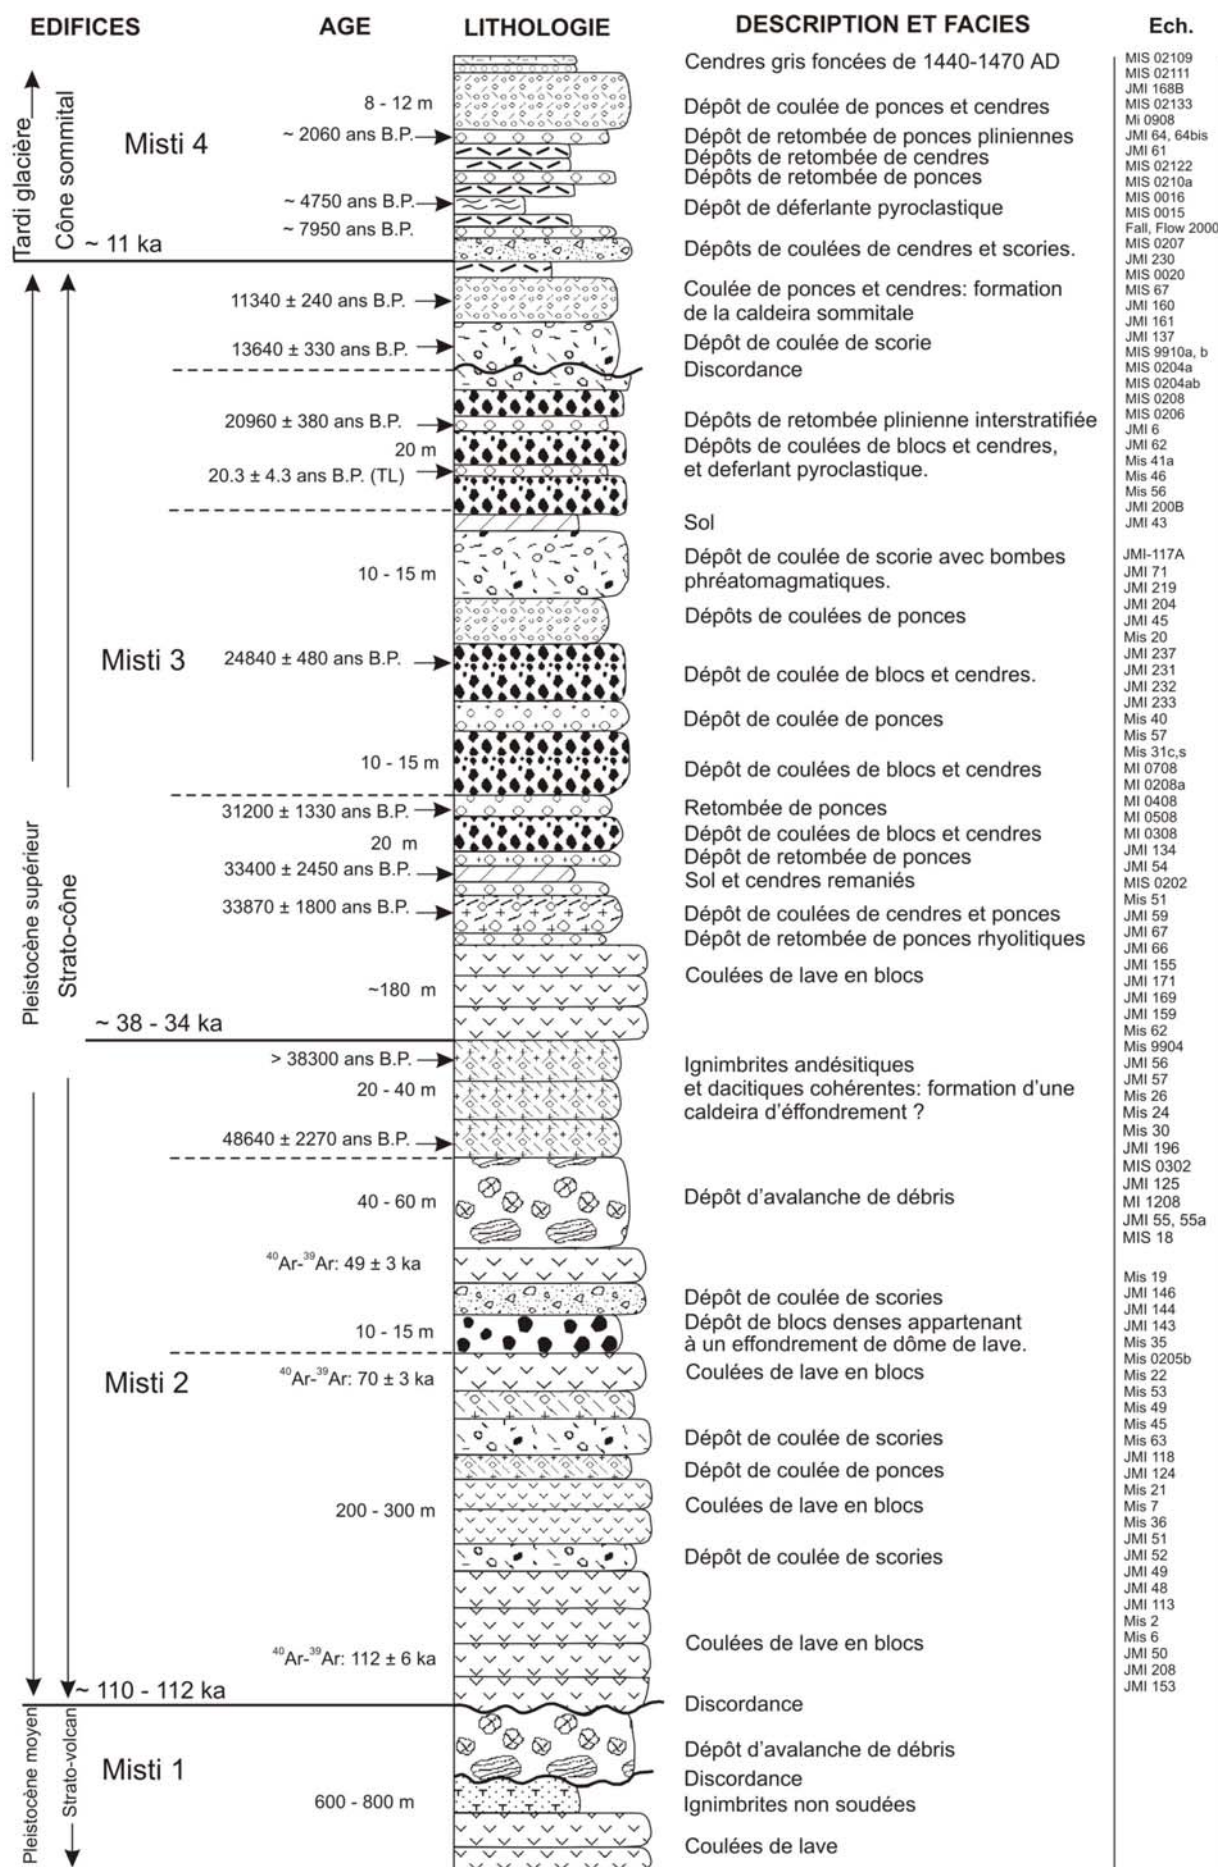 EDIFICES AGE LITHOLOGIE DESCRIPTION ET FACIES Ech.
Tardi glacière
Cône sommital
Misti 4
~ 11 ka
Pleistocène supérieur
Strato-cône
Misti 3
~ 38 - 34 ka
Misti 2
~ 110 - 112 ka
Pleistocène moyen
Strato-volcan
Misti 1
8 - 12 m
~ 2060 ans B.P.
~ 4750 ans B.P.
~ 7950 ans B.P.
11340 ± 240 ans B.P.
13640 ± 330 ans B.P.
20960 ± 380 ans B.P.
20 m
20.3 ± 4.3 ans B.P. (TL)
10 - 15 m
24840 ± 480 ans B.P.
10 - 15 m
31200 ± 1330 ans B.P.
20 m
33400 ± 2450 ans B.P.
33870 ± 1800 ans B.P.
~180 m
> 38300 ans B.P.
20 - 40 m
48640 ± 2270 ans B.P.
40 - 60 m
⁴⁰Ar-³⁹Ar: 49 ± 3 ka
10 - 15 m
⁴⁰Ar-³⁹Ar: 70 ± 3 ka
200 - 300 m
⁴⁰Ar-³⁹Ar: 112 ± 6 ka
600 - 800 m
Cendres gris foncées de 1440-1470 AD
Dépôt de coulée de ponces et cendres
Dépôt de retombée de ponces pliniennes
Dépôts de retombée de cendres
Dépôts de retombée de ponces
Dépôt de déferlante pyroclastique
Dépôts de coulées de cendres et scories.
Coulée de ponces et cendres: formation
de la caldeira sommitale
Dépôt de coulée de scorie
Discordance
Dépôts de retombée plinienne interstratifiée
Dépôts de coulées de blocs et cendres,
et deferlant pyroclastique.
Sol
Dépôt de coulée de scorie avec bombes
phréatomagmatiques.
Dépôts de coulées de ponces
Dépôt de coulée de blocs et cendres.
Dépôt de coulée de ponces
Dépôt de coulées de blocs et cendres
Retombée de ponces
Dépôt de coulées de blocs et cendres
Dépôt de retombée de ponces
Sol et cendres remaniés
Dépôt de coulées de cendres et ponces
Dépôt de retombée de ponces rhyolitiques
Coulées de lave en blocs
Ignimbrites andésitiques
et dacitiques cohérentes: formation d'une
caldeira d'éffondrement ?
Dépôt d'avalanche de débris
Dépôt de coulée de scories
Dépôt de blocs denses appartenant
à un effondrement de dôme de lave.
Coulées de lave en blocs
Dépôt de coulée de scories
Dépôt de coulée de ponces
Coulées de lave en blocs
Dépôt de coulée de scories
Coulées de lave en blocs
Discordance
Dépôt d'avalanche de débris
Discordance
Ignimbrites non soudées
Coulées de lave
MIS 02109
MIS 02111
JMI 168B
MIS 02133
Mi 0908
JMI 64, 64bis
JMI 61
MIS 02122
MIS 0210a
MIS 0016
MIS 0015
Fall, Flow 2000
MIS 0207
JMI 230
MIS 0020
MIS 67
JMI 160
JMI 161
JMI 137
MIS 9910a, b
MIS 0204a
MIS 0204ab
MIS 0208
MIS 0206
JMI 6
JMI 62
Mis 41a
Mis 46
Mis 56
JMI 200B
JMI 43
JMI-117A
JMI 71
JMI 219
JMI 204
JMI 45
Mis 20
JMI 237
JMI 231
JMI 232
JMI 233
Mis 40
Mis 57
Mis 31c,s
MI 0708
MI 0208a
MI 0408
MI 0508
MI 0308
JMI 134
JMI 54
MIS 0202
Mis 51
JMI 59
JMI 67
JMI 66
JMI 155
JMI 171
JMI 169
JMI 159
Mis 62
Mis 9904
JMI 56
JMI 57
Mis 26
Mis 24
Mis 30
JMI 196
MIS 0302
JMI 125
MI 1208
JMI 55, 55a
MIS 18
Mis 19
JMI 146
JMI 144
JMI 143
Mis 35
Mis 0205b
Mis 22
Mis 53
Mis 49
Mis 45
Mis 63
JMI 118
JMI 124
Mis 21
Mis 7
Mis 36
JMI 51
JMI 52
JMI 49
JMI 48
JMI 113
Mis 2
Mis 6
JMI 50
JMI 208
JMI 153